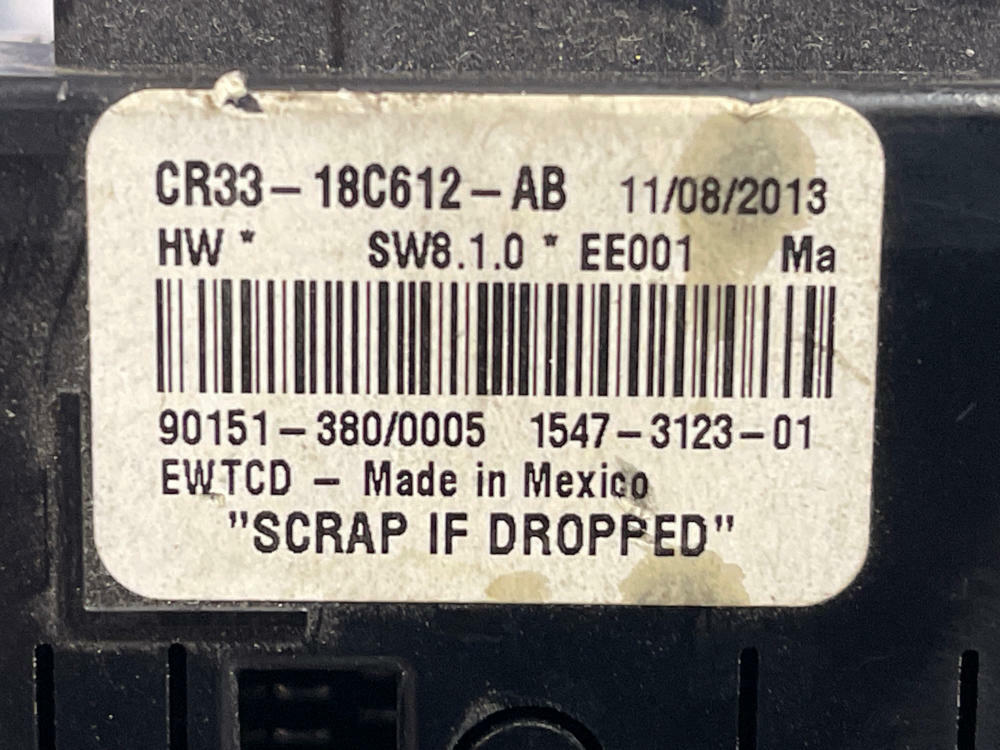 CR33-18C612-AB 11/08/2013
HW * SW8.1.0 * EE001 Ma
90151-380/0005 1547-3123-01
EWTCD - Made in Mexico
"SCRAP IF DROPPED"